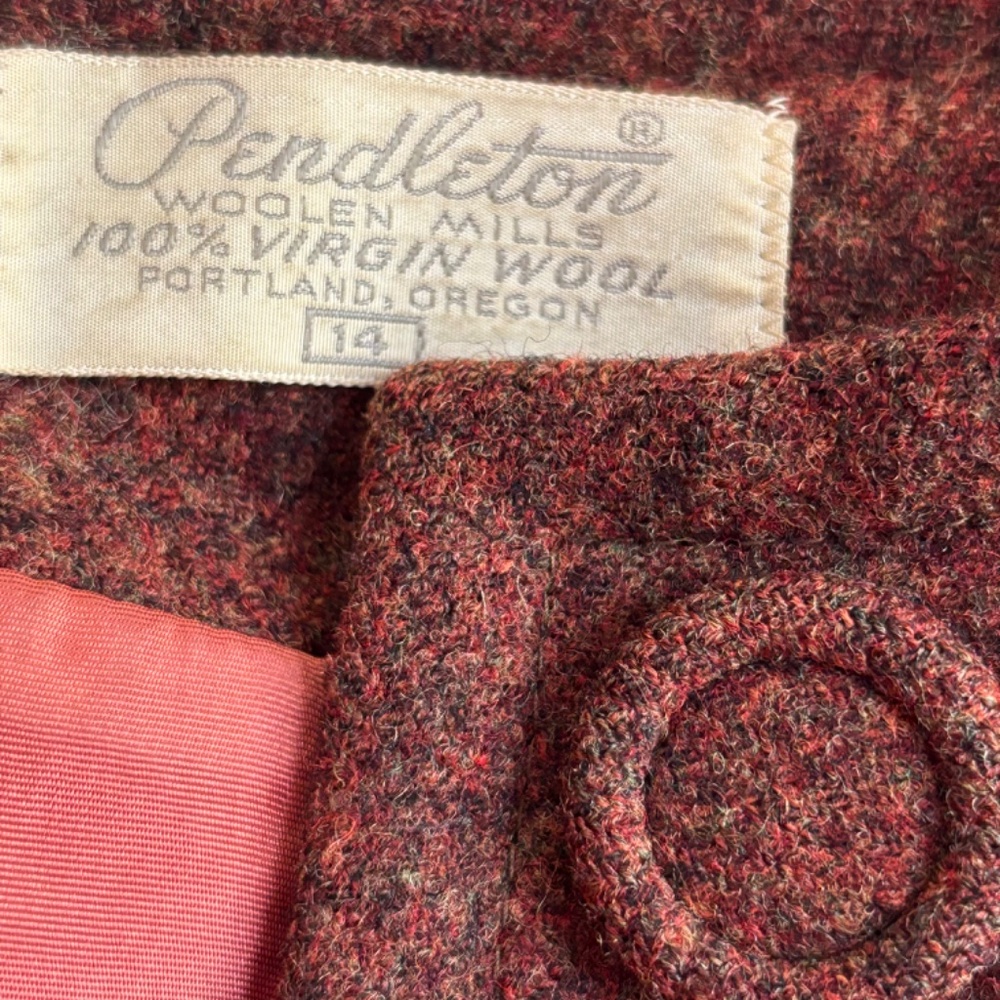 Pendleton ®
WOOLEN MILLS
100% VIRGIN WOOL
PORTLAND, OREGON
14